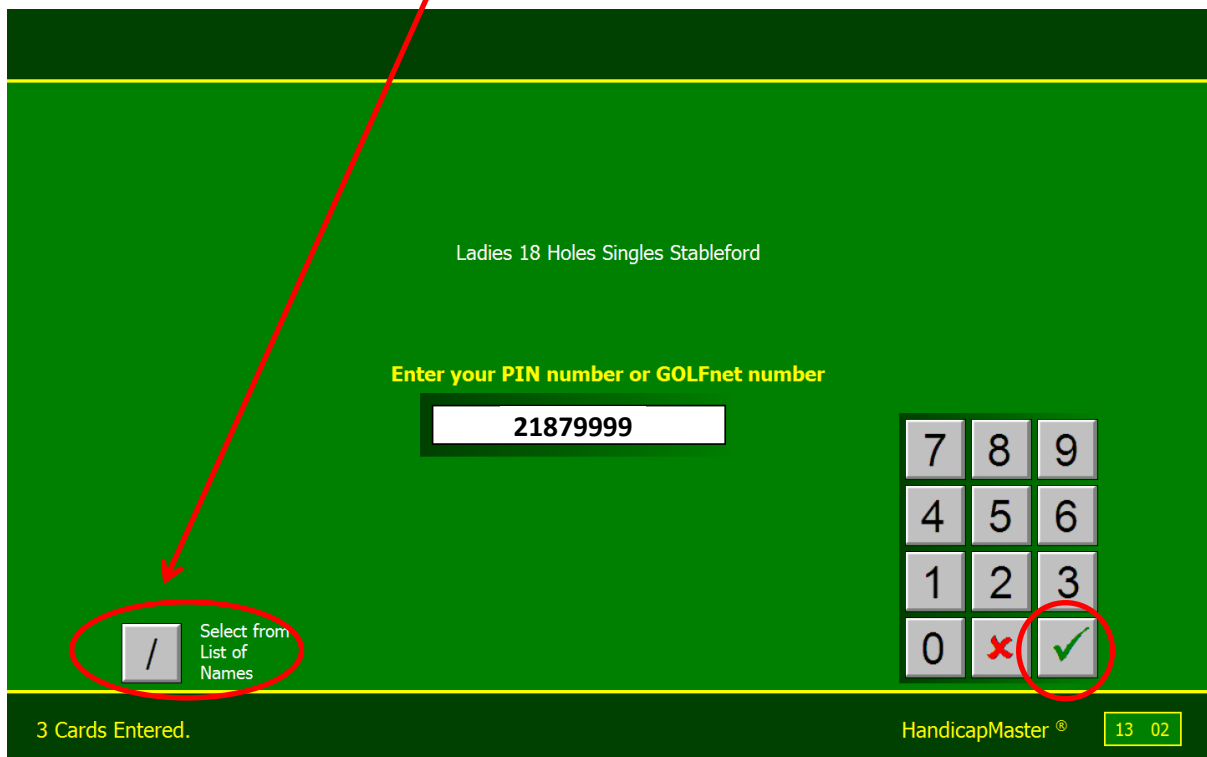 Ladies 18 Holes Singles Stableford
Enter your PIN number or GOLFnet number
21879999
7 8 9
4 5 6
1 2 3
0
/
Select from
List of
Names
3 Cards Entered.
HandicapMaster ®
13 02